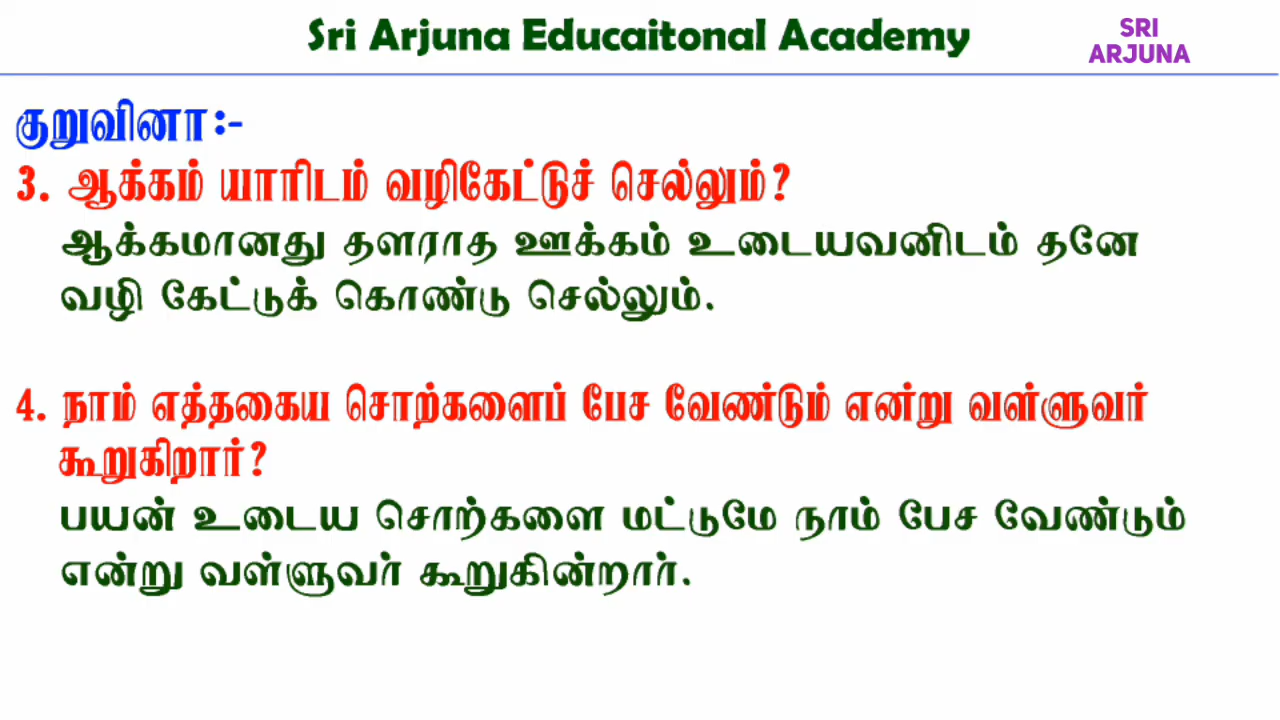 Sri Arjuna Educaitonal Academy
SRI
ARJUNA
குறுவினா:-
3. ஆக்கம் யாரிடம் வழிகேட்டுச் செல்லும்?
ஆக்கமானது தளராத ஊக்கம் உடையவனிடம் தனே
வழி கேட்டுக் கொண்டு செல்லும்.
4. நாம் எத்தகைய சொற்களைப் பேச வேண்டும் என்று வள்ளுவர்
கூறுகிறார்?
பயன் உடைய சொற்களை மட்டுமே நாம் பேச வேண்டும்
என்று வள்ளுவர் கூறுகின்றார்.